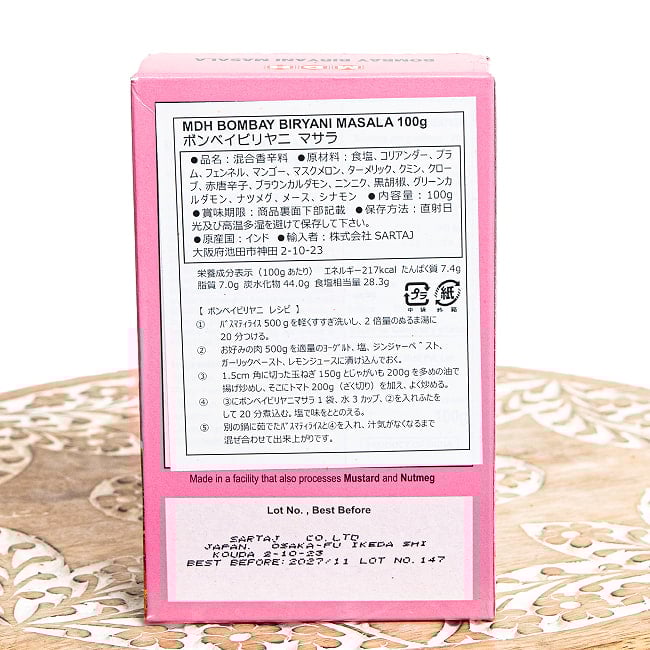 BOMBAY BIRYANI MASALA
MDH BOMBAY BIRYANI MASALA 100g
ボンベイビリヤニ マサラ
●品名：混合香辛料 ●原材料：食塩、コリアンダー、プラ
ム、フェンネル、マンゴー、マスクメロン、ターメリック、クミン、クロー
ブ、赤唐辛子、ブラウンカルダモン、ニンニク、黒胡椒、グリーンカ
ルダモン、ナツメグ、メース、シナモン ●内容量：100g
●賞味期限：商品裏面下部記載 ●保存方法：直射日
光及び高温多湿を避けて保存して下さい。
●原産国：インド ●輸入者：株式会社 SARTAJ
大阪府池田市神田 2-10-23
栄養成分表示（100g あたり） エネルギー217kcal たんぱく質 7.4g
脂質 7.0g 炭水化物 44.0g 食塩相当量 28.3g
プラ 紙
中袋 外箱
【 ボンベイビリヤニ レシピ 】
① バスマティライス 500ｇを軽くすすぎ洗いし、2 倍量のぬるま湯に
20 分つける。
② お好みの肉 500g を適量のヨーグルト、塩、ジンジャーペースト、
ガーリックペースト、レモンジュースに漬け込んでおく。
③ 1.5cm 角に切った玉ねぎ 150g とじゃがいも 200g を多めの油で
揚げ炒めし、そこにトマト 200g（ざく切り）を加え、よく炒める。
④ ③にボンベイビリヤニマサラ 1 袋、水 3 カップ、②を入れふたを
して 20 分煮込む。塩で味をととのえる。
⑤ 別の鍋に茹でたバスマティライスと④を入れ、汁気がなくなるまで
混ぜ合わせて出来上がりです。
Made in a facility that also processes Mustard and Nutmeg
Lot No. , Best Before
SARTAJ CO.LTD
JAPAN. OSAKA-FU IKEDA SHI
KOUDA 2-10-23
BEST BEFORE:2027/11 LOT NO.147